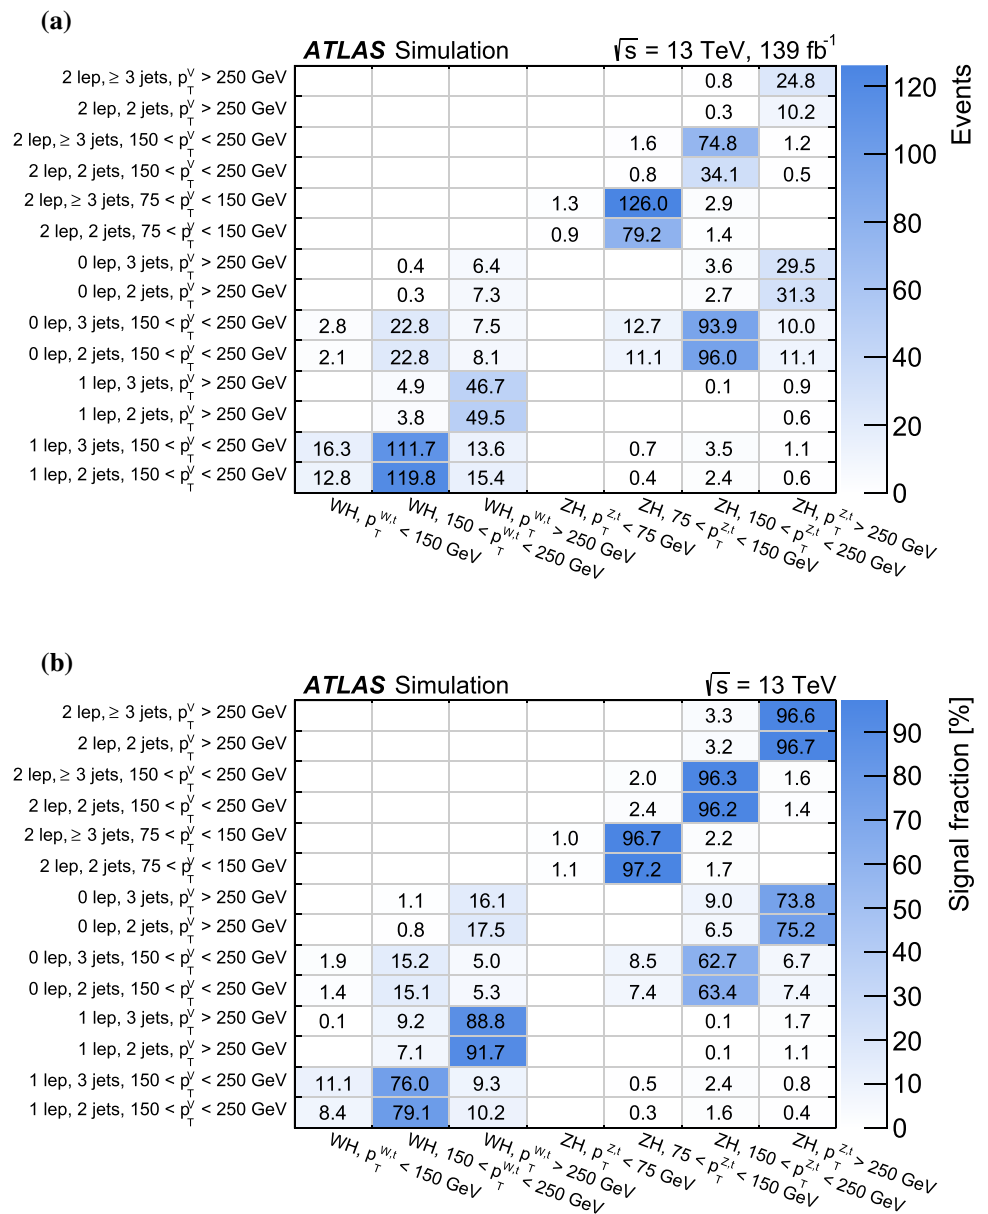 (a)
ATLAS Simulation √s = 13 TeV, 139 fb⁻¹
2 lep, ≥ 3 jets, p_T^V > 250 GeV 0.8 24.8
2 lep, 2 jets, p_T^V > 250 GeV 0.3 10.2
2 lep, ≥ 3 jets, 150 < p_T^V < 250 GeV 1.6 74.8 1.2
2 lep, 2 jets, 150 < p_T^V < 250 GeV 0.8 34.1 0.5
2 lep, ≥ 3 jets, 75 < p_T^V < 150 GeV 1.3 126.0 2.9
2 lep, 2 jets, 75 < p_T^V < 150 GeV 0.9 79.2 1.4
0 lep, 3 jets, p_T^V > 250 GeV 0.4 6.4 3.6 29.5
0 lep, 2 jets, p_T^V > 250 GeV 0.3 7.3 2.7 31.3
0 lep, 3 jets, 150 < p_T^V < 250 GeV 2.8 22.8 7.5 12.7 93.9 10.0
0 lep, 2 jets, 150 < p_T^V < 250 GeV 2.1 22.8 8.1 11.1 96.0 11.1
1 lep, 3 jets, p_T^V > 250 GeV 4.9 46.7 0.1 0.9
1 lep, 2 jets, p_T^V > 250 GeV 3.8 49.5 0.6
1 lep, 3 jets, 150 < p_T^V < 250 GeV 16.3 111.7 13.6 0.7 3.5 1.1
1 lep, 2 jets, 150 < p_T^V < 250 GeV 12.8 119.8 15.4 0.4 2.4 0.6
WH, p_T^{W,t} < 150 GeV
WH, 150 < p_T^{W,t} < 250 GeV
WH, p_T^{W,t} > 250 GeV
ZH, p_T^{Z,t} < 75 GeV
ZH, 75 < p_T^{Z,t} < 150 GeV
ZH, 150 < p_T^{Z,t} < 250 GeV
ZH, p_T^{Z,t} > 250 GeV
120
100
80
60
40
20
0
Events
(b)
ATLAS Simulation √s = 13 TeV
2 lep, ≥ 3 jets, p_T^V > 250 GeV 3.3 96.6
2 lep, 2 jets, p_T^V > 250 GeV 3.2 96.7
2 lep, ≥ 3 jets, 150 < p_T^V < 250 GeV 2.0 96.3 1.6
2 lep, 2 jets, 150 < p_T^V < 250 GeV 2.4 96.2 1.4
2 lep, ≥ 3 jets, 75 < p_T^V < 150 GeV 1.0 96.7 2.2
2 lep, 2 jets, 75 < p_T^V < 150 GeV 1.1 97.2 1.7
0 lep, 3 jets, p_T^V > 250 GeV 1.1 16.1 9.0 73.8
0 lep, 2 jets, p_T^V > 250 GeV 0.8 17.5 6.5 75.2
0 lep, 3 jets, 150 < p_T^V < 250 GeV 1.9 15.2 5.0 8.5 62.7 6.7
0 lep, 2 jets, 150 < p_T^V < 250 GeV 1.4 15.1 5.3 7.4 63.4 7.4
1 lep, 3 jets, p_T^V > 250 GeV 0.1 9.2 88.8 0.1 1.7
1 lep, 2 jets, p_T^V > 250 GeV 7.1 91.7 0.1 1.1
1 lep, 3 jets, 150 < p_T^V < 250 GeV 11.1 76.0 9.3 0.5 2.4 0.8
1 lep, 2 jets, 150 < p_T^V < 250 GeV 8.4 79.1 10.2 0.3 1.6 0.4
WH, p_T^{W,t} < 150 GeV
WH, 150 < p_T^{W,t} < 250 GeV
WH, p_T^{W,t} > 250 GeV
ZH, p_T^{Z,t} < 75 GeV
ZH, 75 < p_T^{Z,t} < 150 GeV
ZH, 150 < p_T^{Z,t} < 250 GeV
ZH, p_T^{Z,t} > 250 GeV
90
80
70
60
50
40
30
20
10
0
Signal fraction [%]